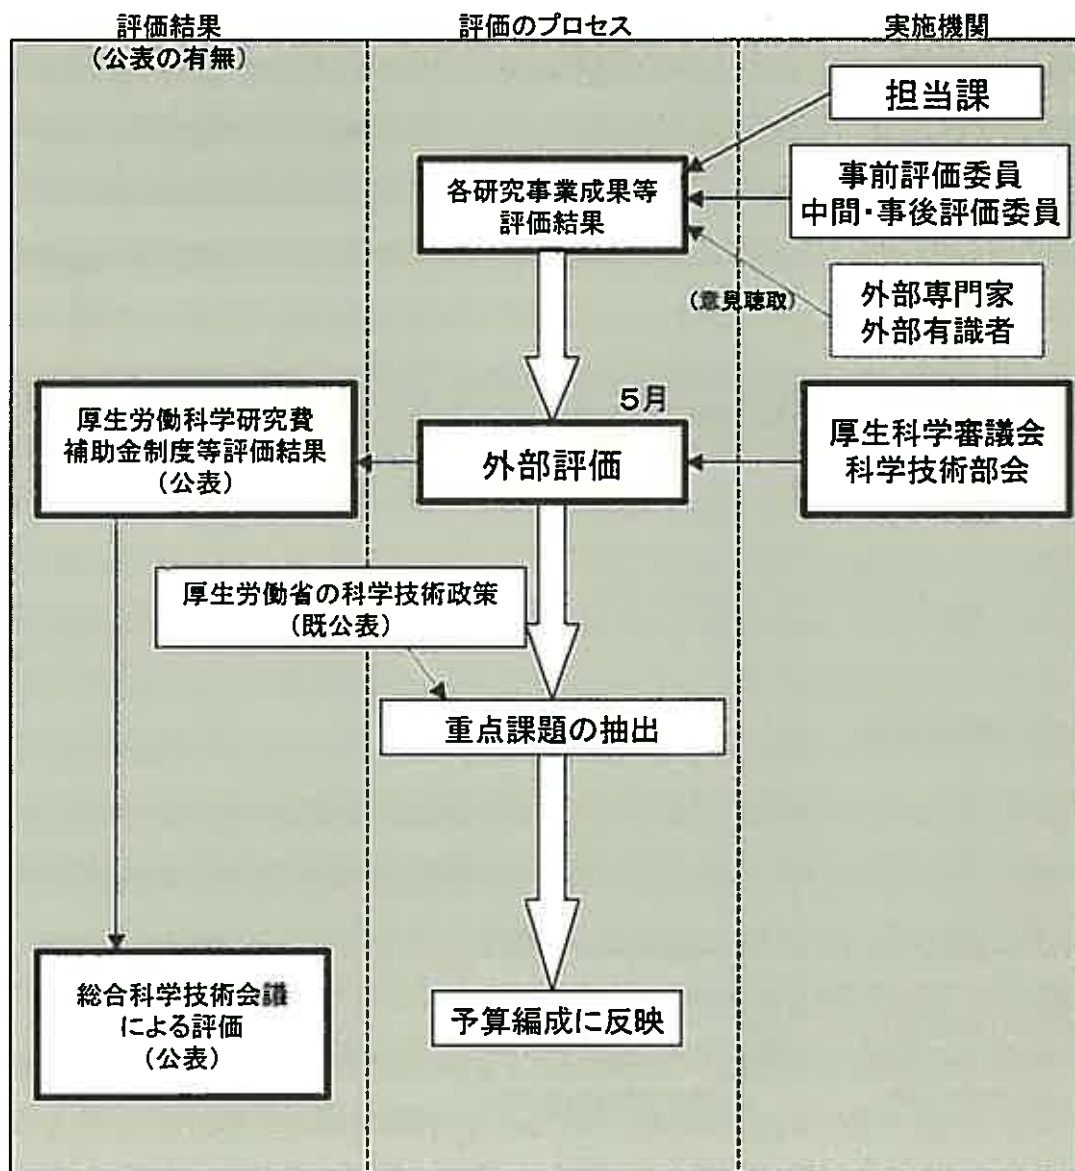 評価結果
(公表の有無)
評価のプロセス
実施機関
担当課
各研究事業成果等
評価結果
事前評価委員
中間・事後評価委員
(意見聴取)
外部専門家
外部有識者
5月
厚生労働科学研究費
補助金制度等評価結果
(公表)
外部評価
厚生科学審議会
科学技術部会
厚生労働省の科学技術政策
(既公表)
重点課題の抽出
総合科学技術会議
による評価
(公表)
予算編成に反映